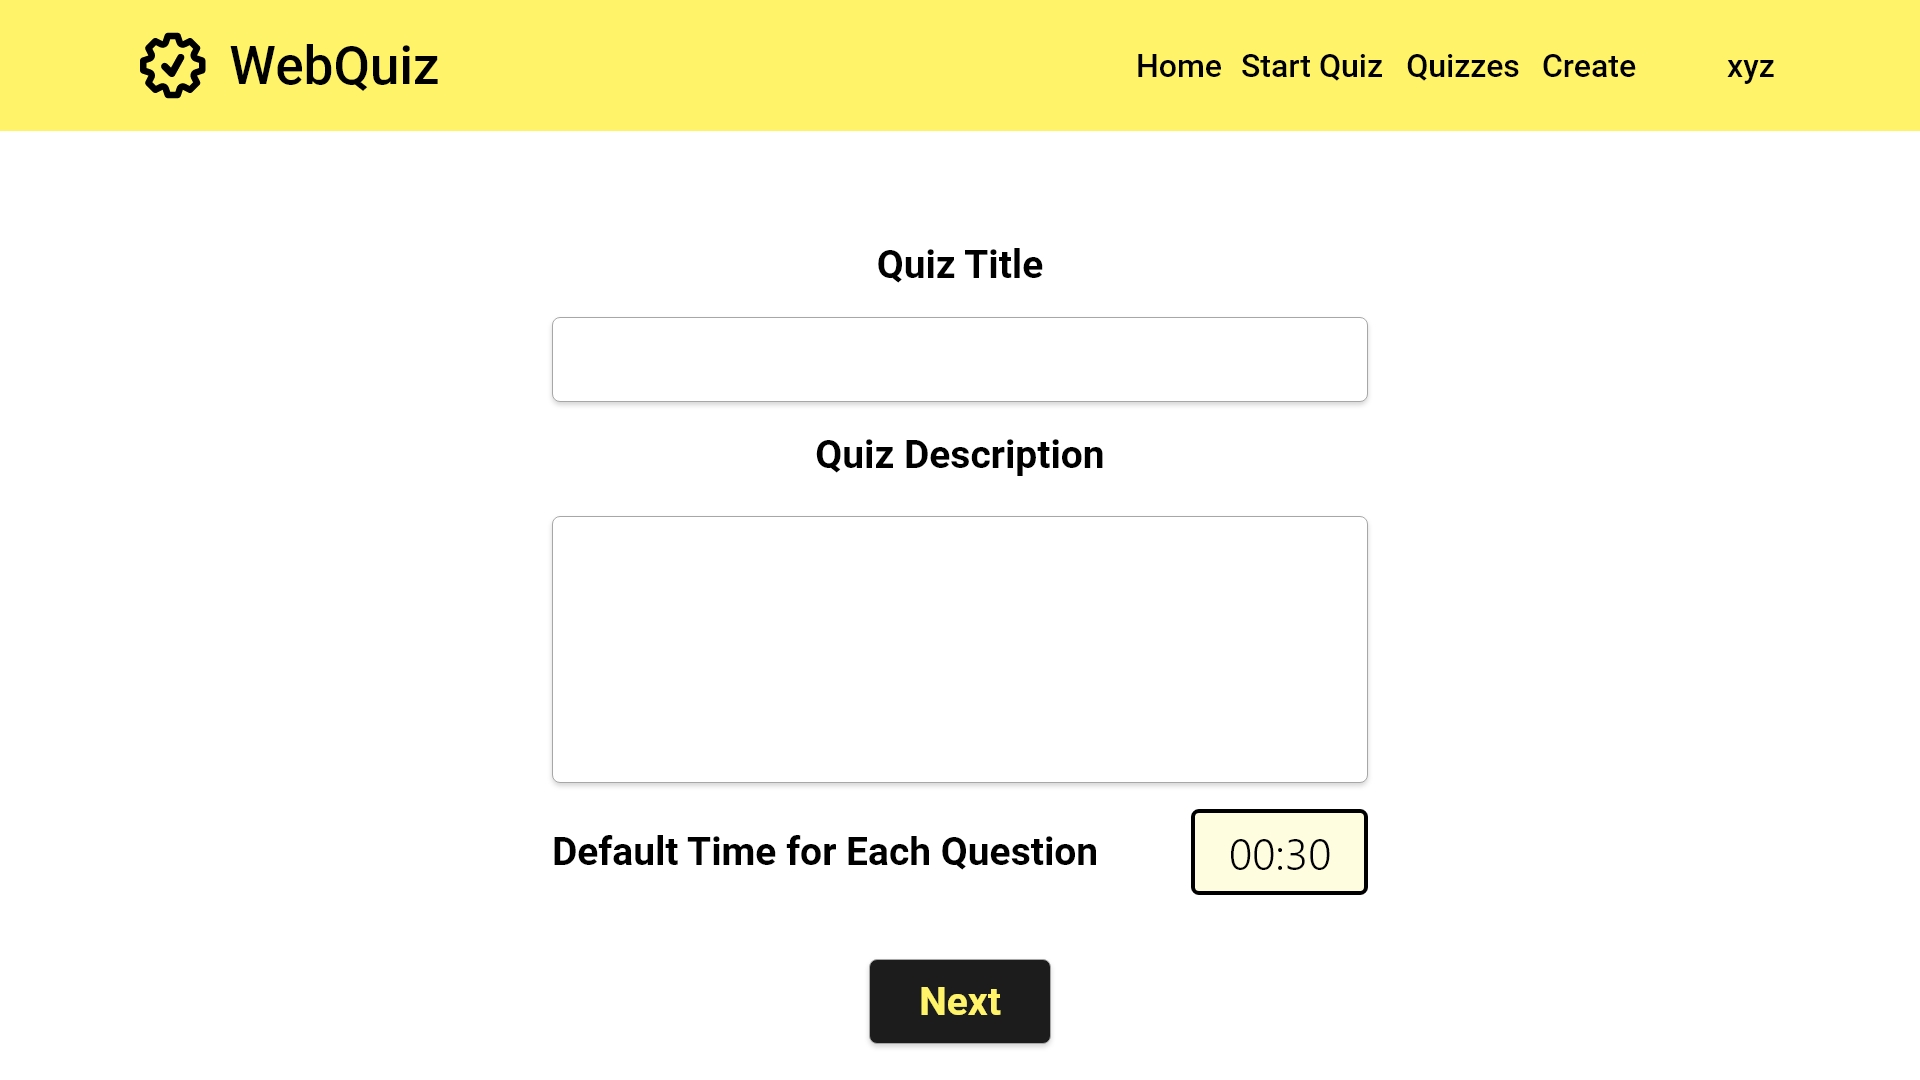 WebQuiz
Home Start Quiz Quizzes Create xyz
Quiz Title
Quiz Description
Default Time for Each Question 00:30
Next